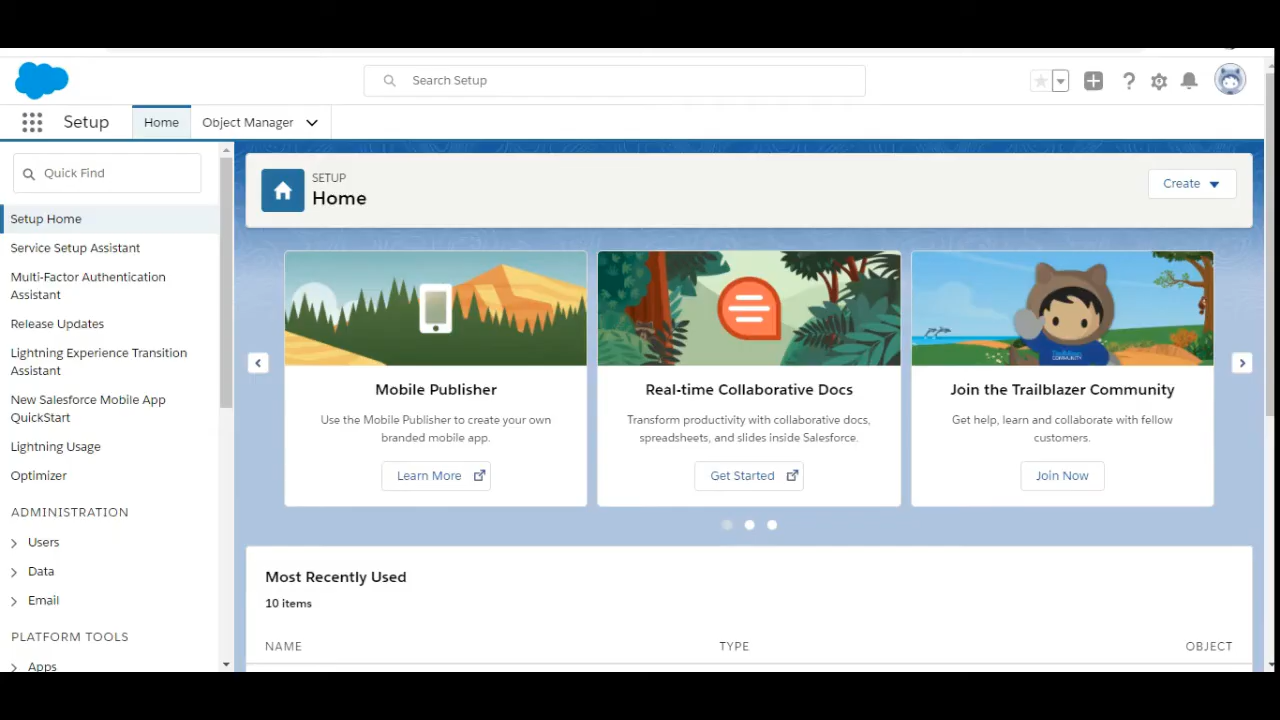 Search Setup
Setup
Home
Object Manager
Quick Find
Setup Home
Service Setup Assistant
Multi-Factor Authentication
Assistant
Release Updates
Lightning Experience Transition
Assistant
New Salesforce Mobile App
QuickStart
Lightning Usage
Optimizer
ADMINISTRATION
Users
Data
Email
PLATFORM TOOLS
Apps
SETUP
Home
Create
Mobile Publisher
Use the Mobile Publisher to create your own
branded mobile app.
Learn More
Real-time Collaborative Docs
Transform productivity with collaborative docs,
spreadsheets, and slides inside Salesforce.
Get Started
Join the Trailblazer Community
Get help, learn and collaborate with fellow
customers.
Join Now
Most Recently Used
10 items
NAME
TYPE
OBJECT